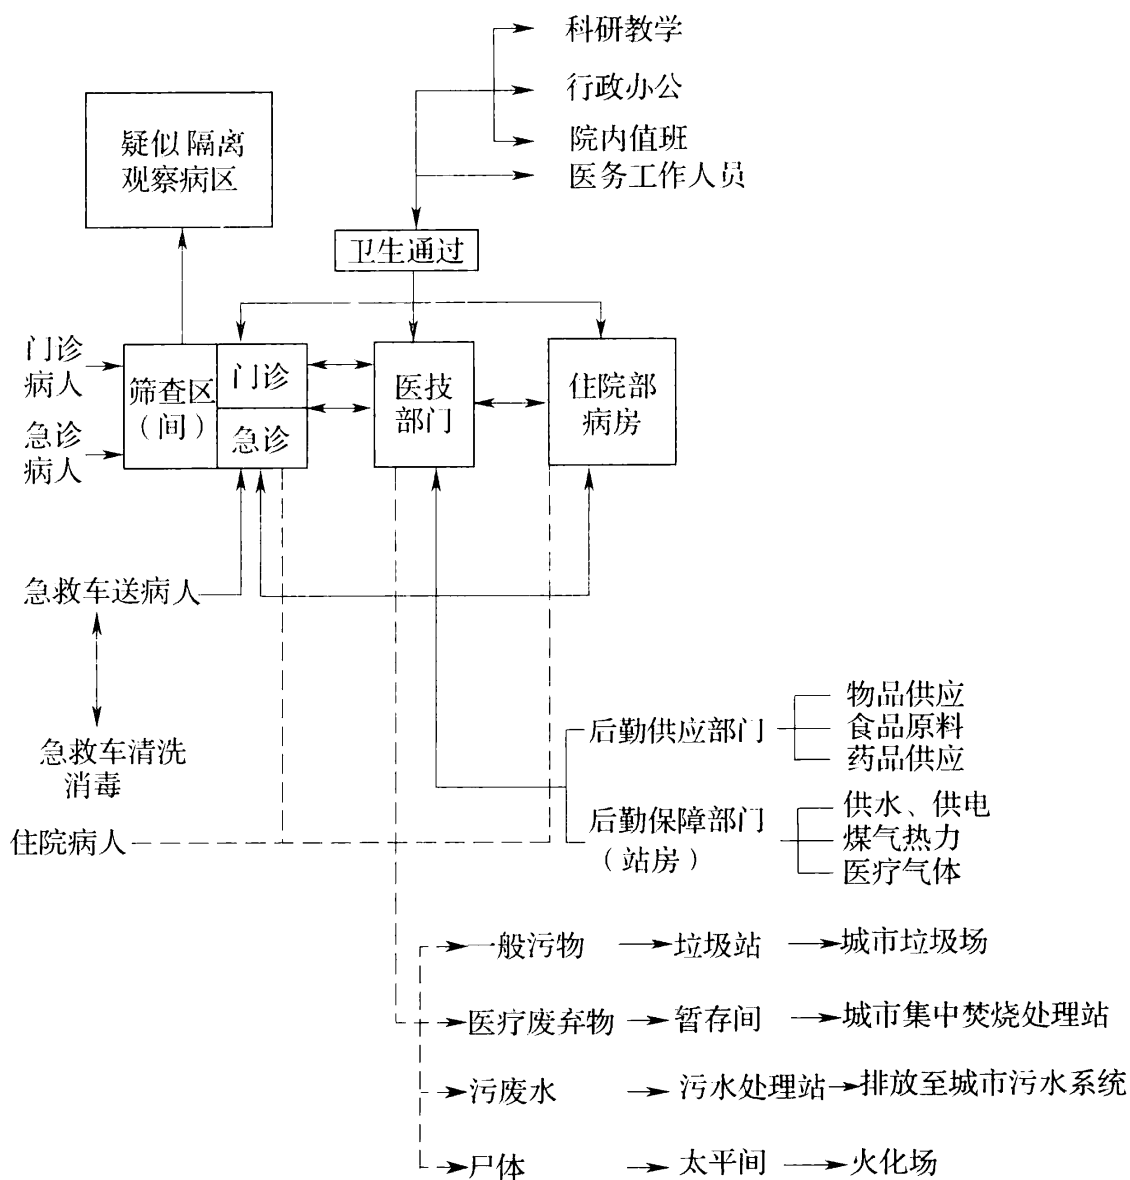 科研教学
行政办公
院内值班
医务工作人员
疑似隔离
观察病区
卫生通过
门诊
病人
急诊
病人
筛查区
（间）
门诊
急诊
医技
部门
住院部
病房
急救车送病人
急救车清洗
消毒
住院病人
后勤供应部门
物品供应
食品原料
药品供应
后勤保障部门
（站房）
供水、供电
煤气热力
医疗气体
一般污物 垃圾站 城市垃圾场
医疗废弃物 暂存间 城市集中焚烧处理站
污废水 污水处理站 排放至城市污水系统
尸体 太平间 火化场